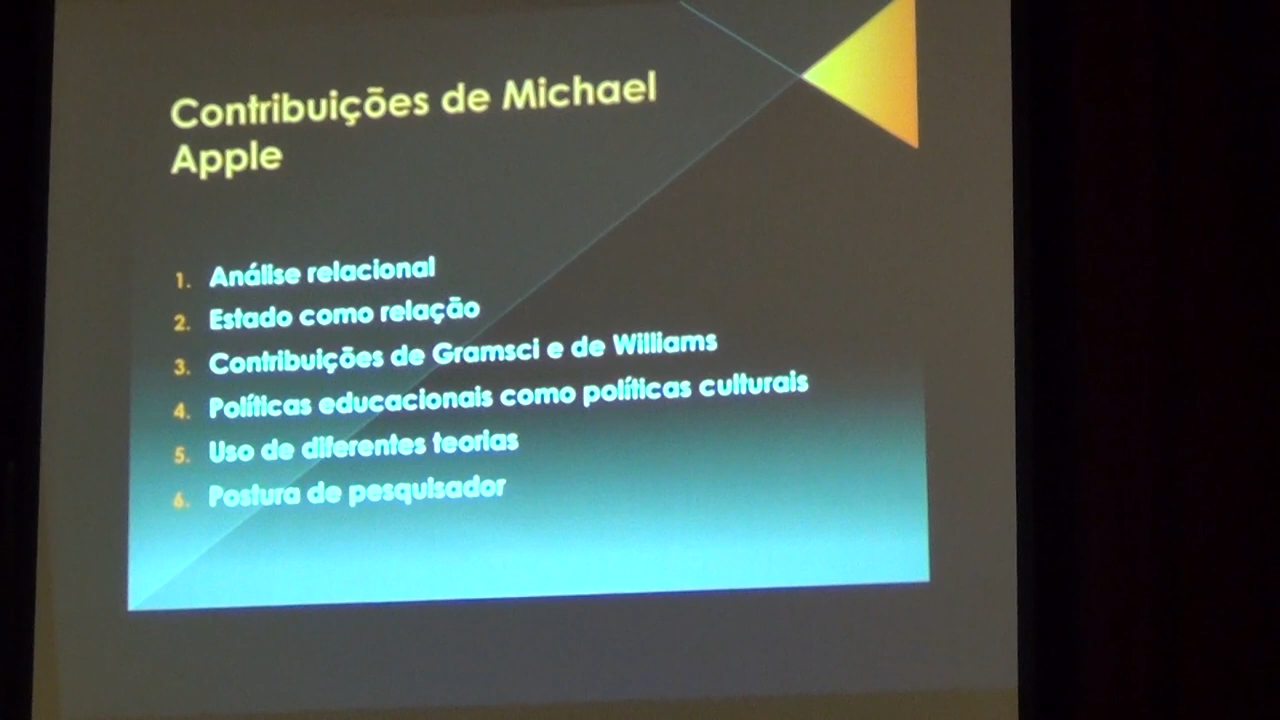 Contribuições de Michael
Apple
1. Análise relacional
2. Estado como relação
3. Contribuições de Gramsci e de Williams
4. Políticas educacionais como políticas culturais
5. Uso de diferentes teorias
6. Postura de pesquisador